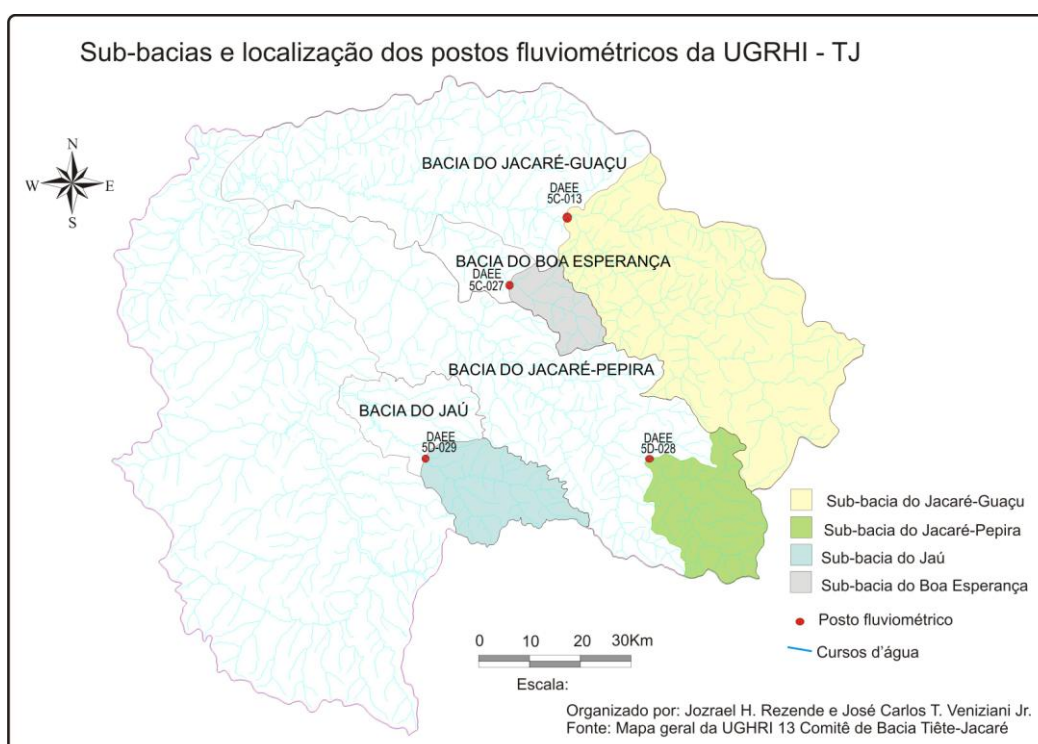 Sub-bacias e localização dos postos fluviométricos da UGRHI - TJ
N
W
E
S
BACIA DO JACARÉ-GUAÇU
DAEE
5C-013
BACIA DO BOA ESPERANÇA
DAEE
5C-027
BACIA DO JACARÉ-PEPIRA
BACIA DO JAÚ
DAEE
5D-029
DAEE
5D-028
Sub-bacia do Jacaré-Guaçu
Sub-bacia do Jacaré-Pepira
Sub-bacia do Jaú
Sub-bacia do Boa Esperança
Posto fluviométrico
Cursos d'água
0 10 20 30Km
Escala:
Organizado por: Jozrael H. Rezende e José Carlos T. Veniziani Jr.
Fonte: Mapa geral da UGHRI 13 Comitê de Bacia Tiête-Jacaré